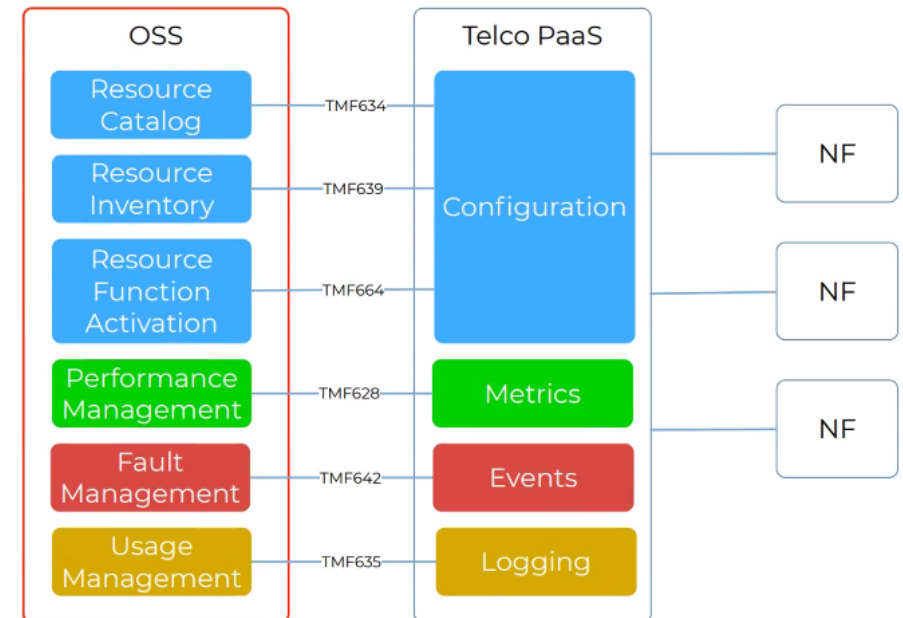 OSS
Telco PaaS
Resource
Catalog
TMF634
Resource
Inventory
TMF639
Configuration
Resource
Function
Activation
TMF664
Performance
Management
TMF628
Metrics
Fault
Management
TMF642
Events
Usage
Management
TMF635
Logging
NF
NF
NF